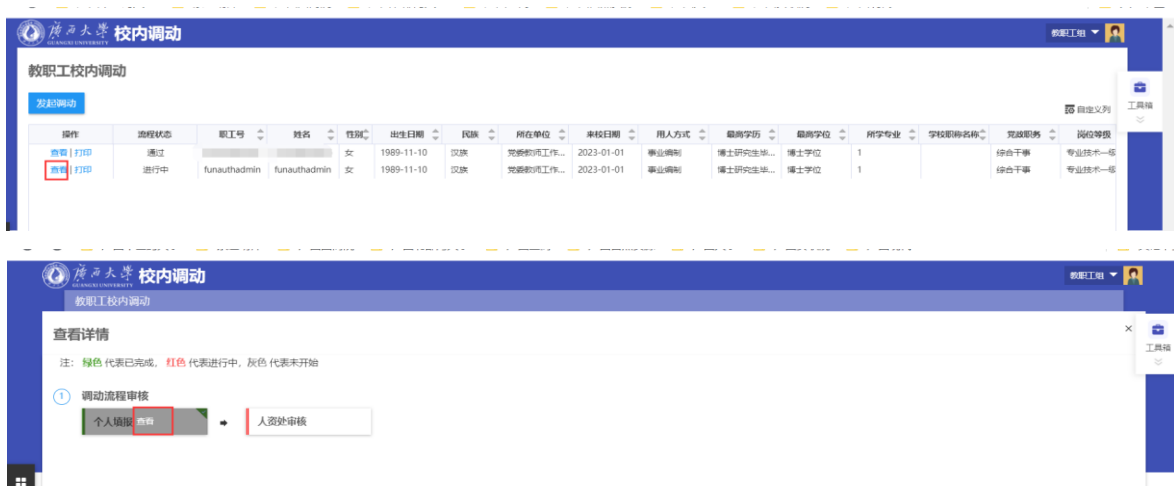 廣西大學 校内调动 教职工组
GUANGXI UNIVERSITY
教职工校内调动
工具箱
发起调动 自定义列
操作 流程状态 职工号 姓名 性别 出生日期 民族 所在单位 来校日期 用人方式 最高学历 最高学位 所学专业 学校职称名称 党政职务 岗位等级
查看 | 打印 通过 女 1989-11-10 汉族 党委教师工作... 2023-01-01 事业编制 博士研究生毕... 博士学位 1 综合干事 专业技术一级
查看 | 打印 进行中 funauthadmin funauthadmin 女 1989-11-10 汉族 党委教师工作... 2023-01-01 事业编制 博士研究生毕... 博士学位 1 综合干事 专业技术一级
廣西大學 校内调动 教职工组
GUANGXI UNIVERSITY
教职工校内调动
查看详情 ×
工具箱
注: 绿色 代表已完成, 红色 代表进行中, 灰色 代表未开始
1 调动流程审核
个人填报 查看 人资处审核